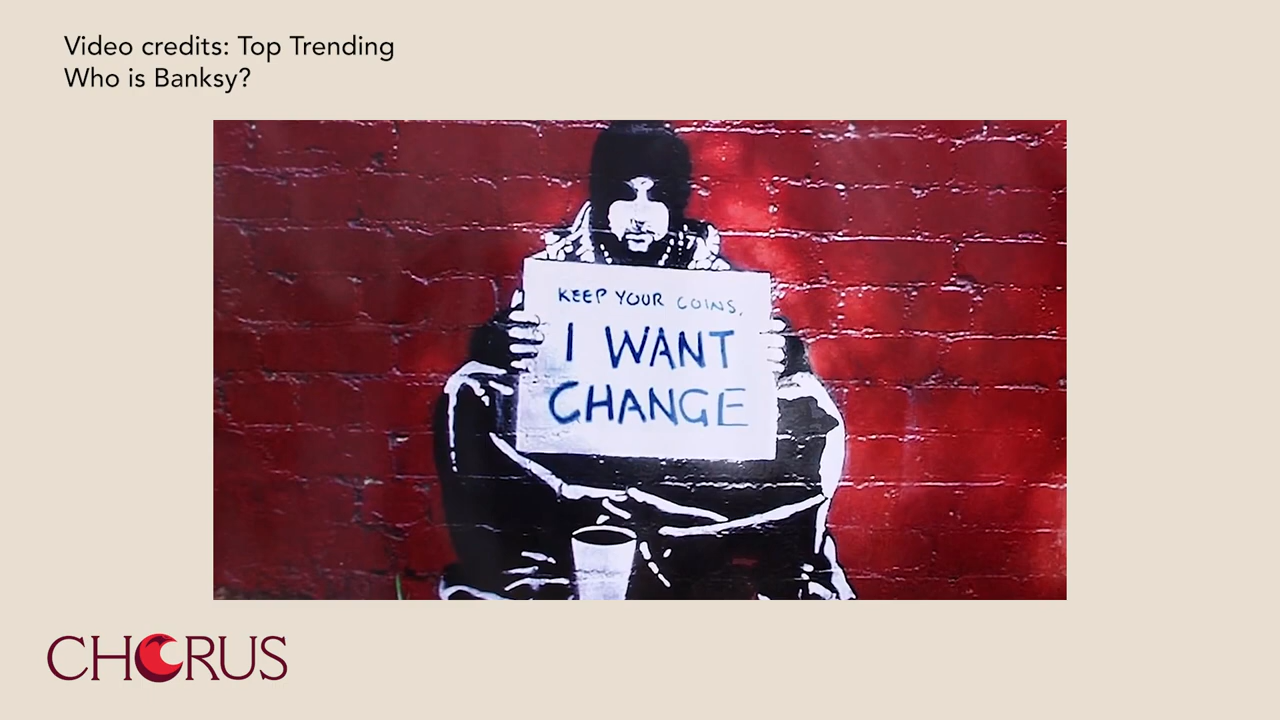 Video credits: Top Trending
Who is Banksy?
KEEP YOUR COINS,
I WANT
CHANGE
CHORUS